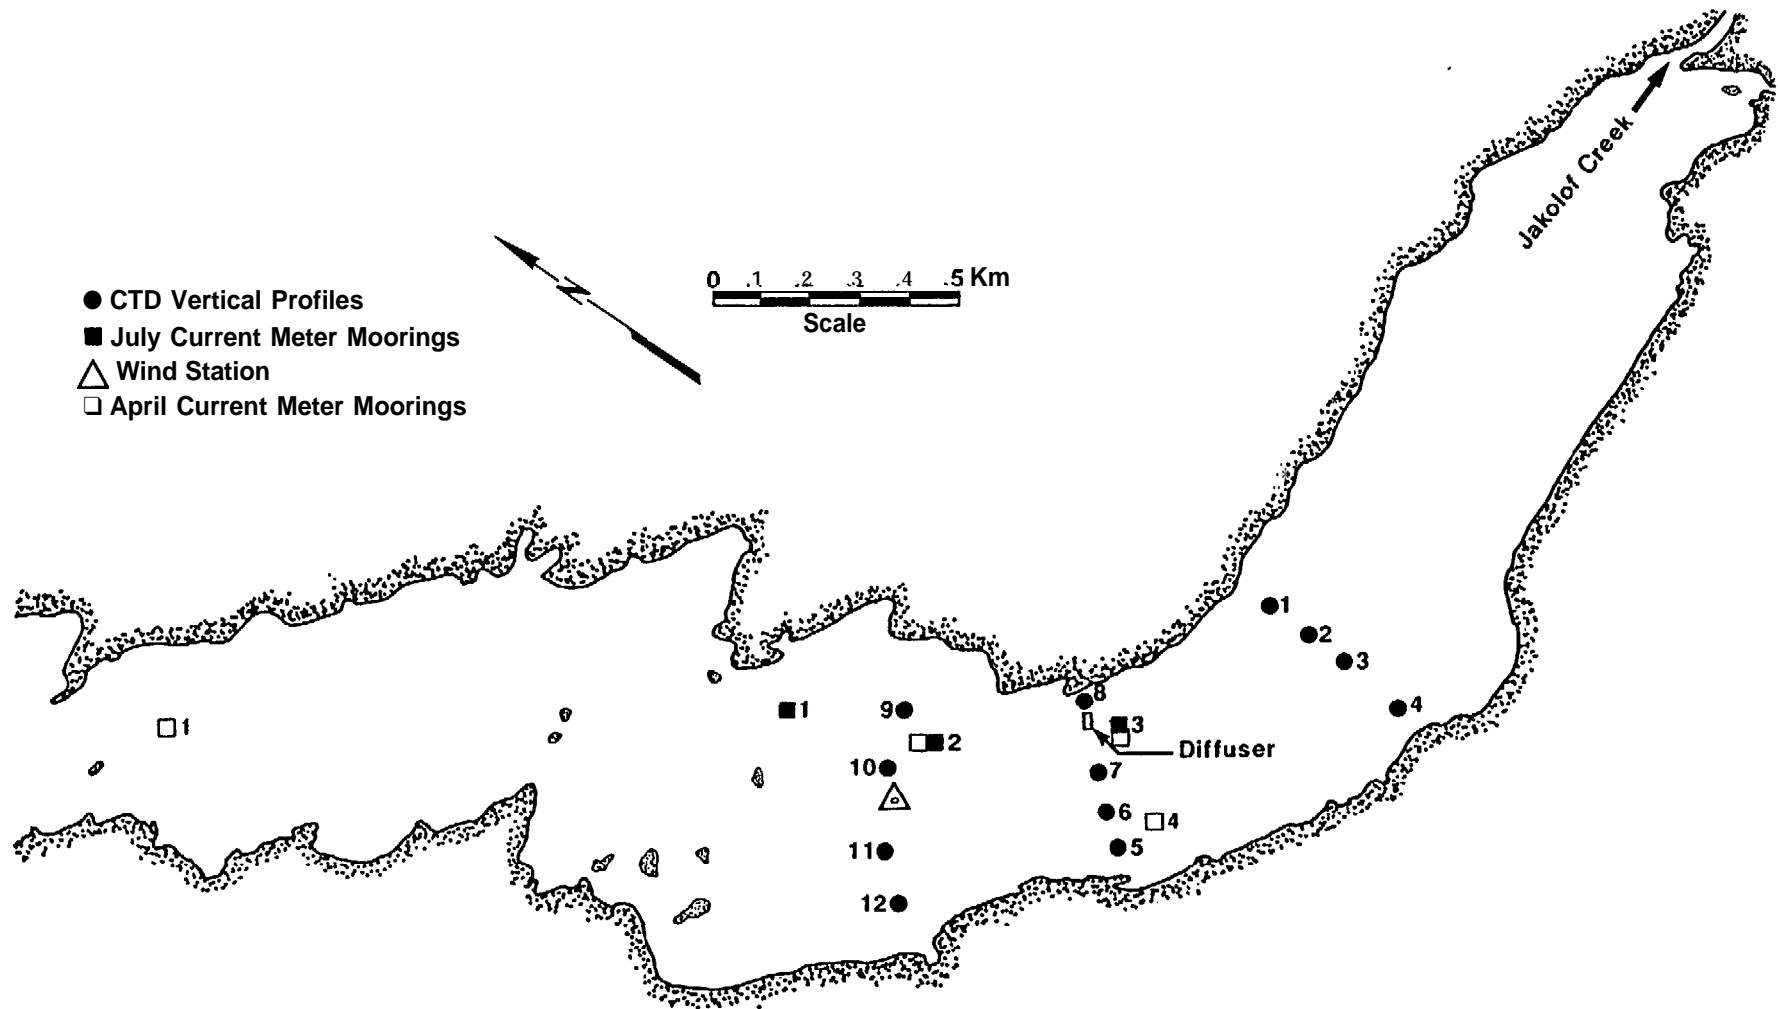 Jakolof Creek
N
0 .1 .2 .3 .4 .5 Km
Scale
CTD Vertical Profiles
July Current Meter Moorings
Wind Station
April Current Meter Moorings
1
2
3
4
1
1
9
8
3
2
Diffuser
10
7
6
4
11
5
12